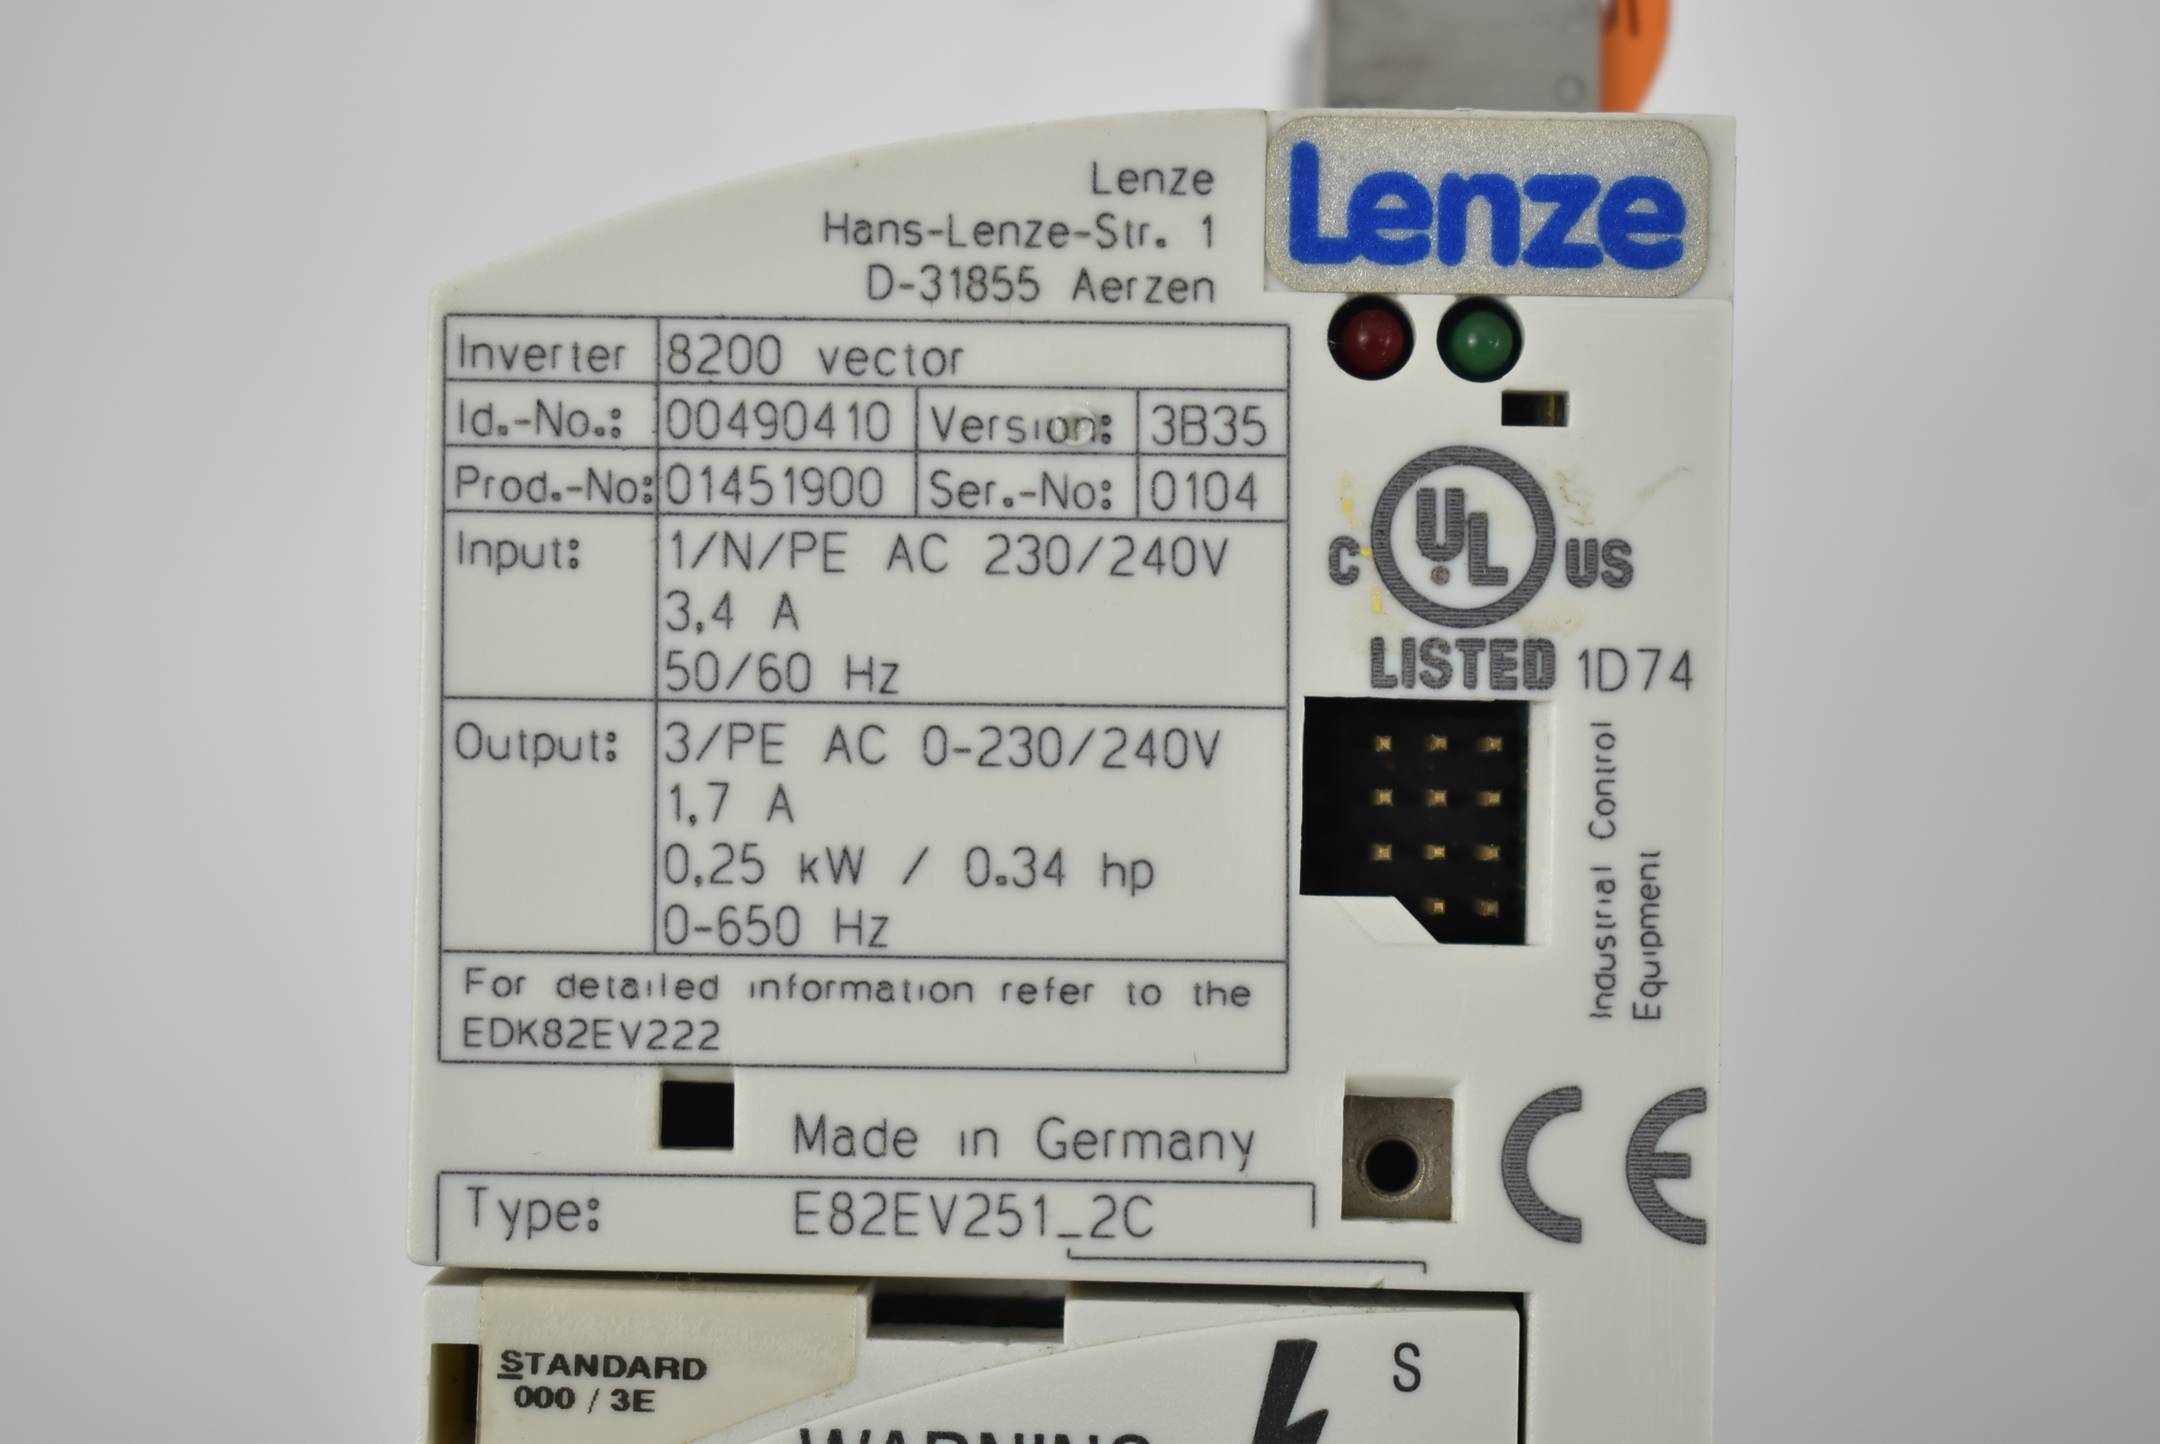 Lenze
Hans-Lenze-Str. 1
D-31855 Aerzen
Lenze
Inverter 8200 vector
Id.-No.: 00490410 Version: 3B35
Prod.-No: 01451900 Ser.-No: 0104
Input: 1/N/PE AC 230/240V
3,4 A
50/60 Hz
Output: 3/PE AC 0-230/240V
1,7 A
0,25 kW / 0.34 hp
0-650 Hz
For detailed information refer to the
EDK82EV222
C UL US
LISTED 1D74
Industrial Control
Equipment
Made in Germany
CE
Type: E82EV251_2C
STANDARD
000 / 3E
S
WARNING